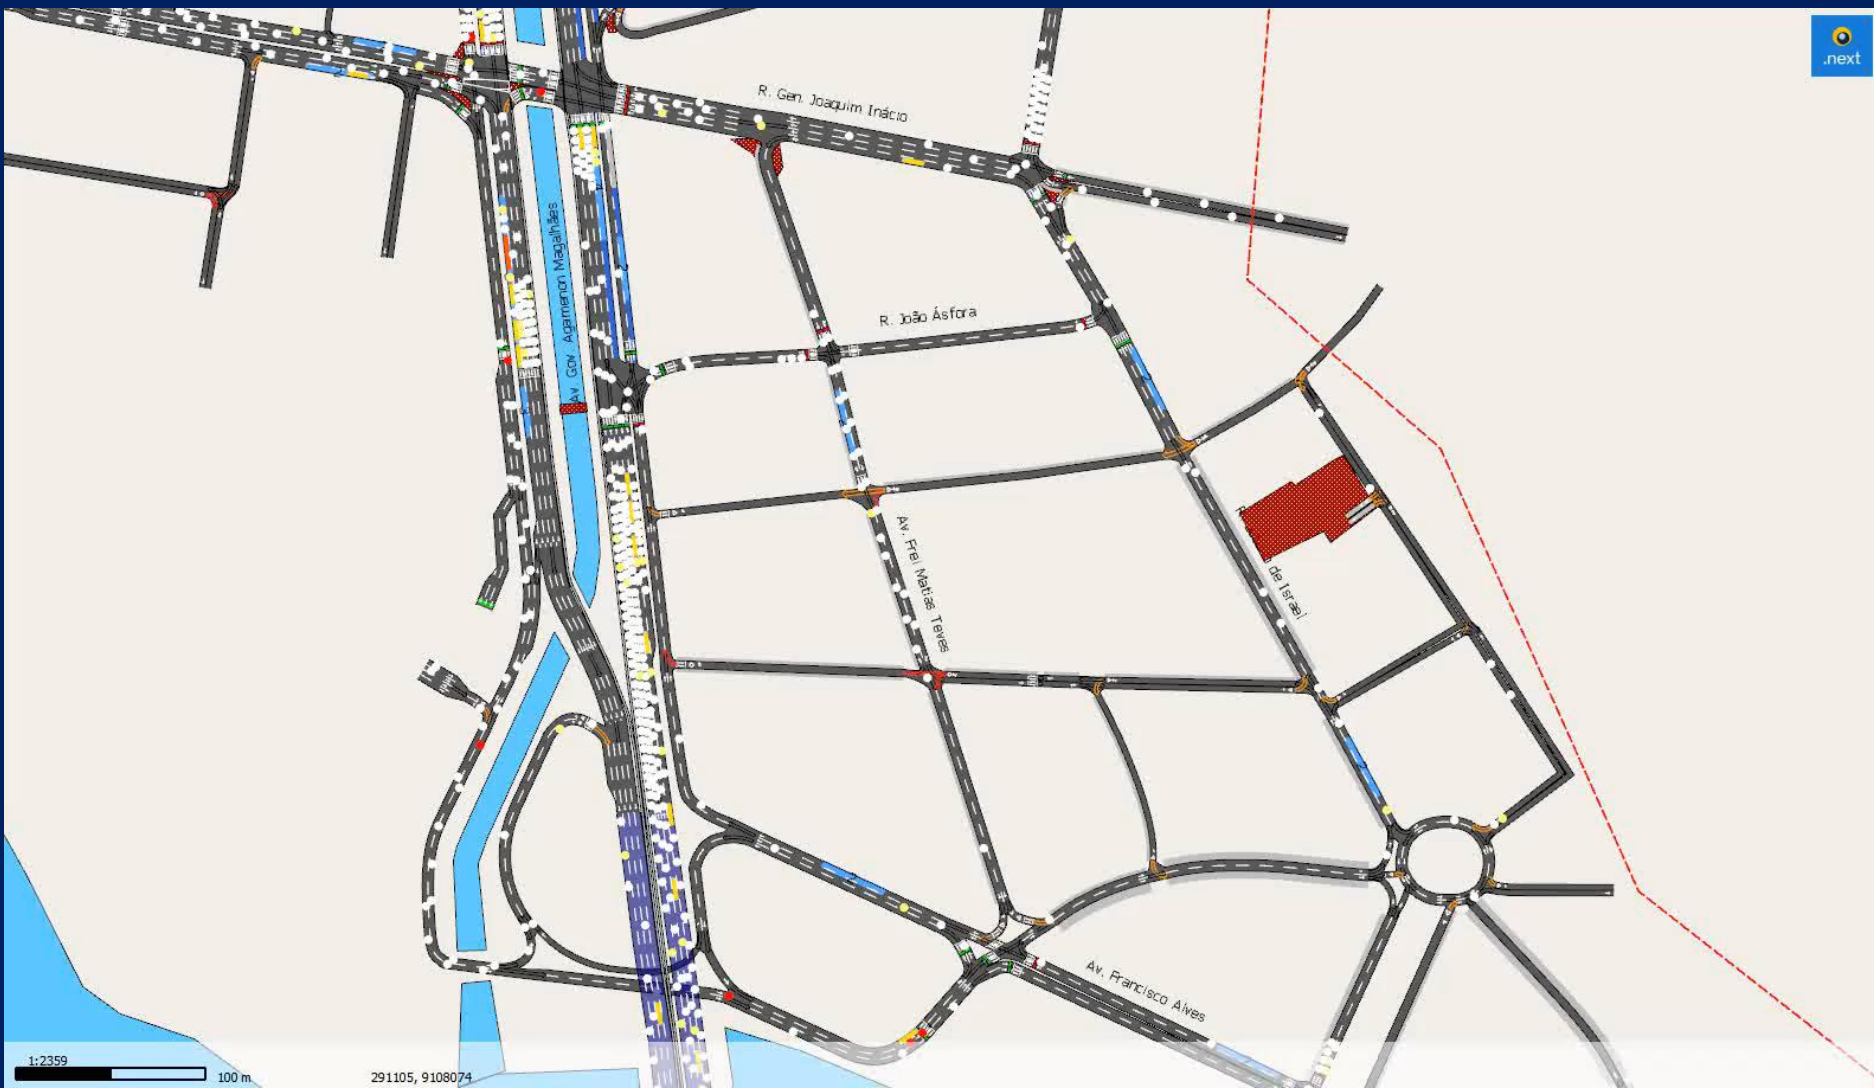 .next
R. Gen. Joaquim Inácio
Av. Gov. Agamenon Magalhães
R. João Ásfora
Av. Frei Matias Teves
de Israel
Av. Francisco Alves
1:2359
100 m
291105, 9108074